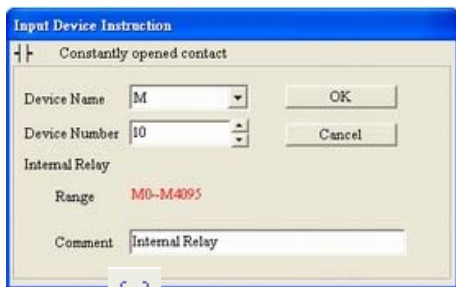 Input Device Instruction
Constantly opened contact
Device Name M OK
Device Number 10 Cancel
Internal Relay
Range M0--M4095
Comment Internal Relay